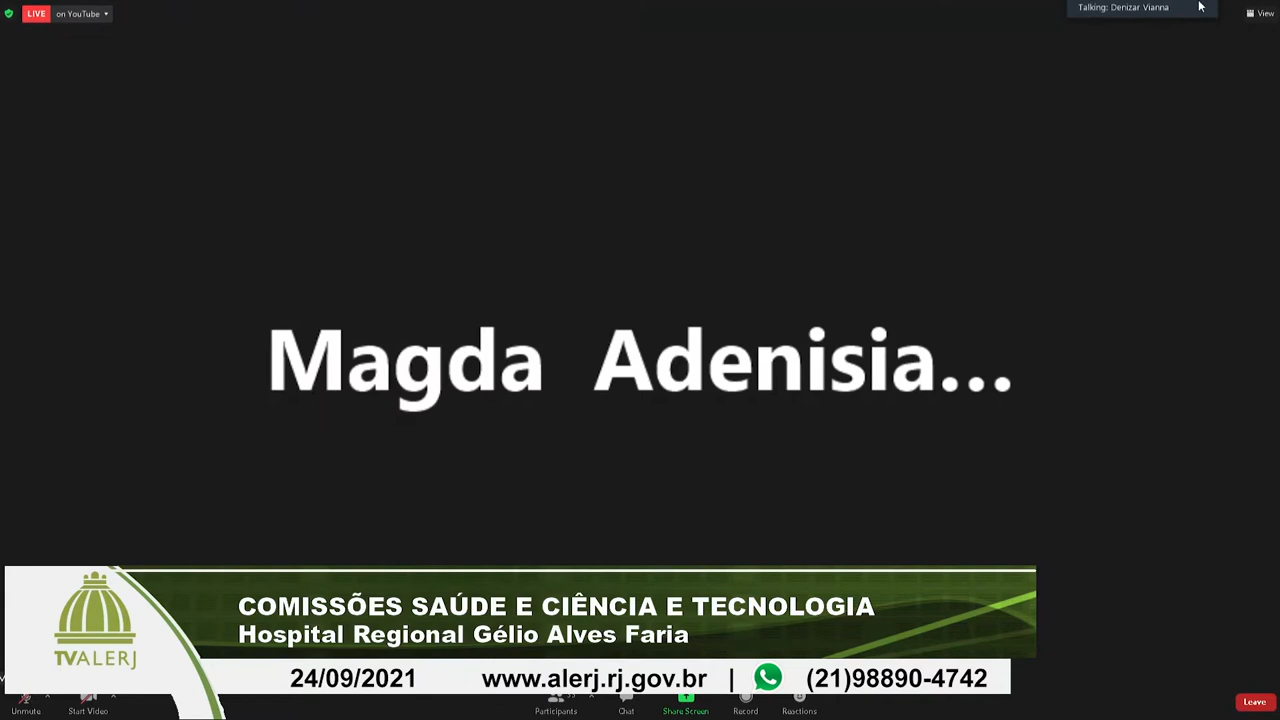 LIVE on YouTube
Talking: Denizar Vianna
View
Magda Adenisia...
COMISSÕES SAÚDE E CIÊNCIA E TECNOLOGIA
Hospital Regional Gélio Alves Faria
TVALERJ
24/09/2021 www.alerj.rj.gov.br | (21)98890-4742
Unmute Start Video Participants Chat Share Screen Record Reactions Leave